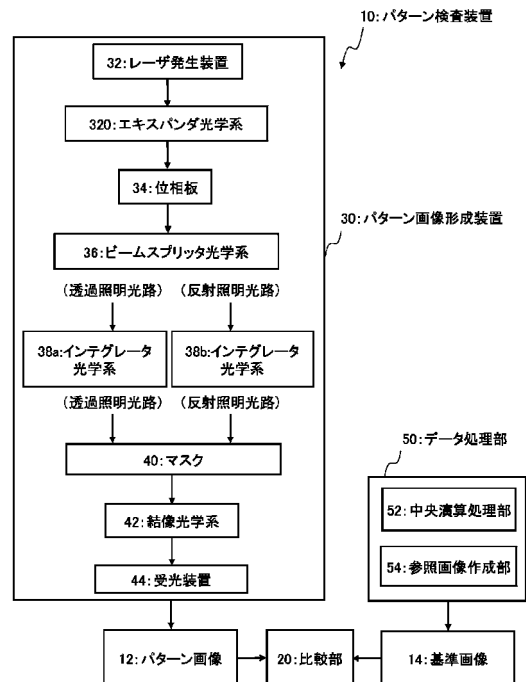 10:パターン検査装置
32:レーザ発生装置
320:エキスパンダ光学系
34:位相板
30:パターン画像形成装置
36:ビームスプリッタ光学系
(透過照明光路) (反射照明光路)
38a:インテグレータ
光学系
38b:インテグレータ
光学系
(透過照明光路) (反射照明光路)
40:マスク
42:結像光学系
44:受光装置
50:データ処理部
52:中央演算処理部
54:参照画像作成部
12:パターン画像
20:比較部
14:基準画像